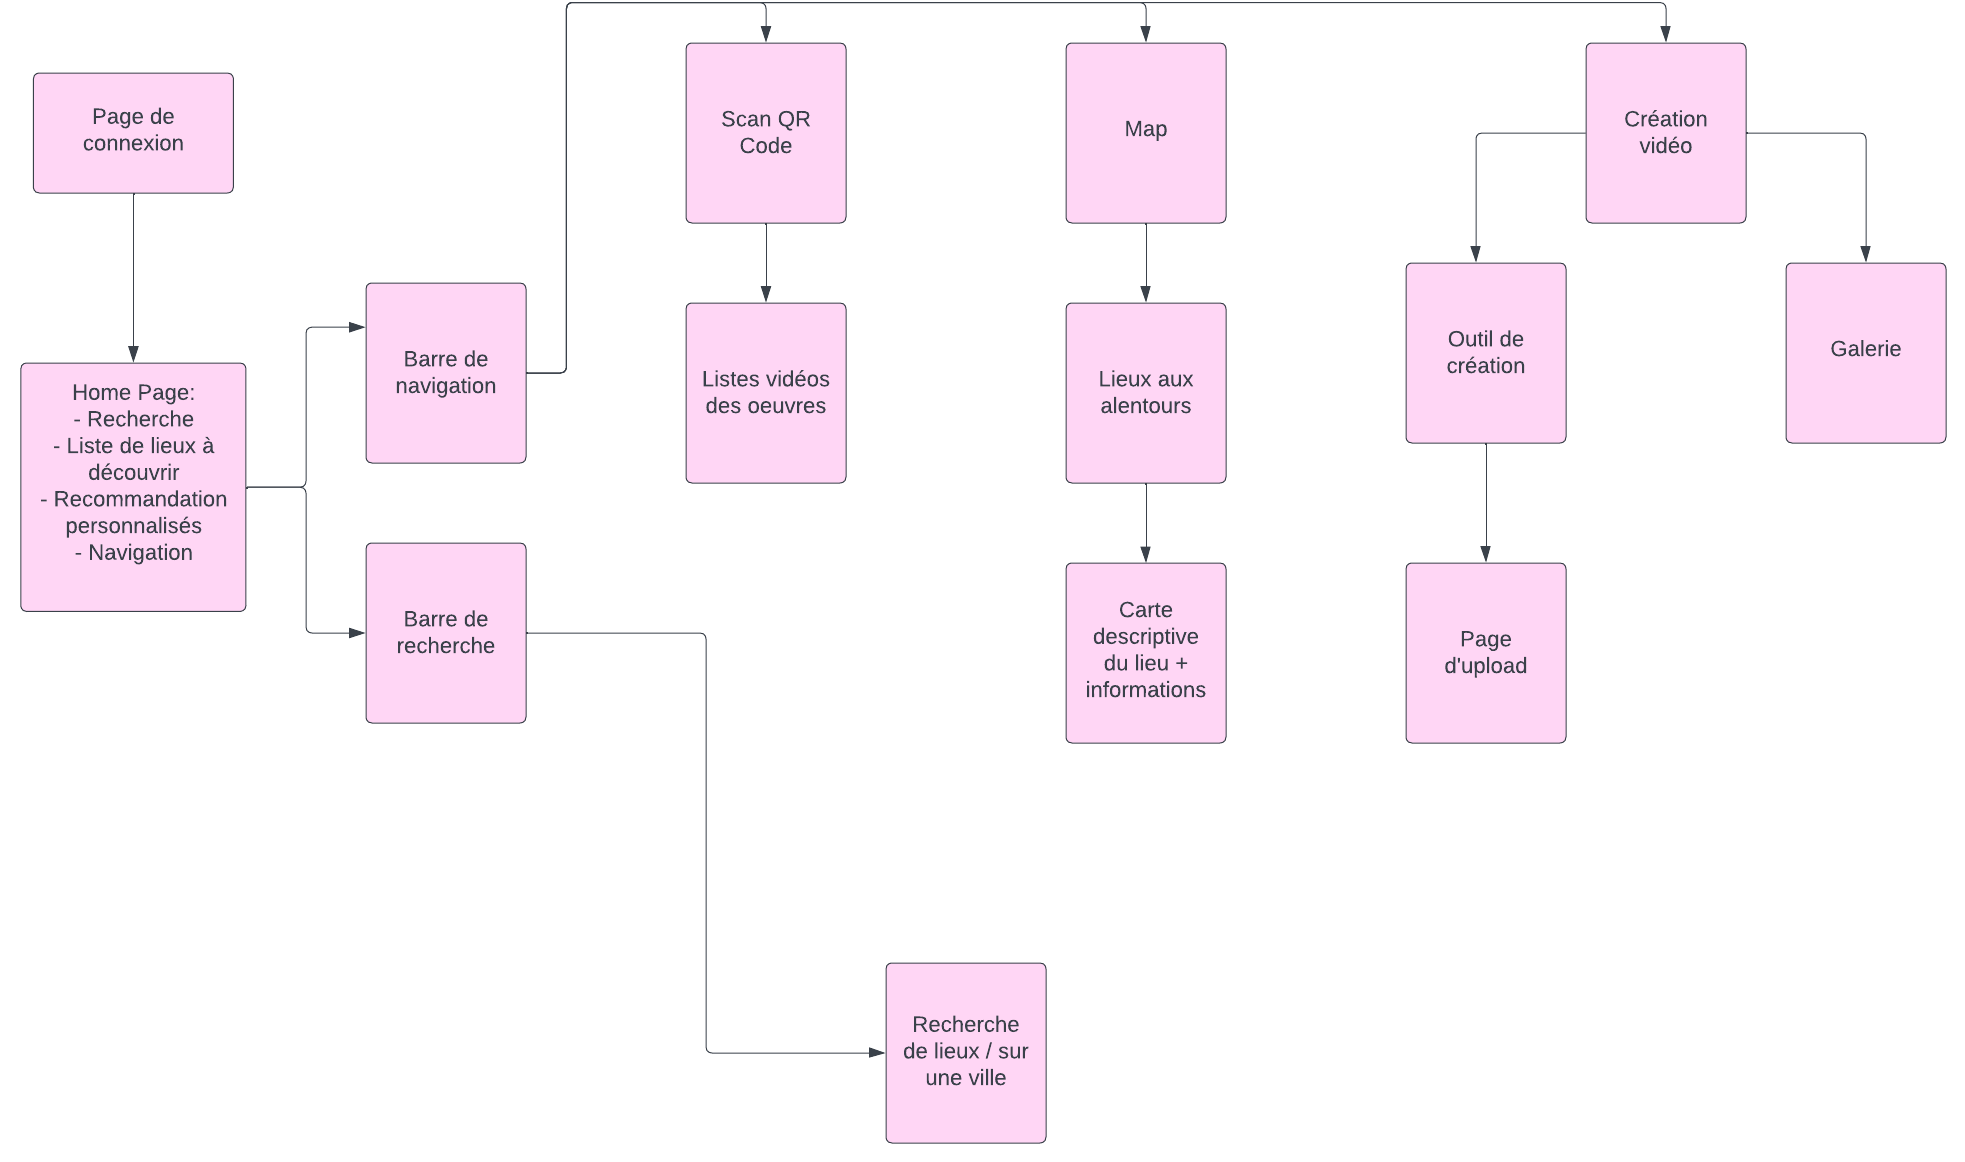 Page de
connexion
Home Page:
- Recherche
- Liste de lieux à
découvrir
- Recommandation
personnalisés
- Navigation
Barre de
navigation
Barre de
recherche
Scan QR
Code
Listes vidéos
des oeuvres
Map
Lieux aux
alentours
Carte
descriptive
du lieu +
informations
Création
vidéo
Outil de
création
Page
d'upload
Galerie
Recherche
de lieux / sur
une ville